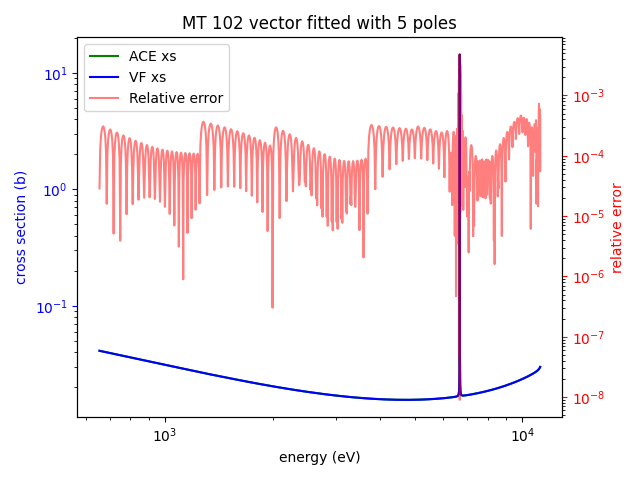 MT 102 vector fitted with 5 poles
ACE xs
VF xs
Relative error
cross section (b)
10^1
10^0
10^-1
10^-3
10^-4
10^-5
10^-6
10^-7
10^-8
relative error
10^3
10^4
energy (eV)